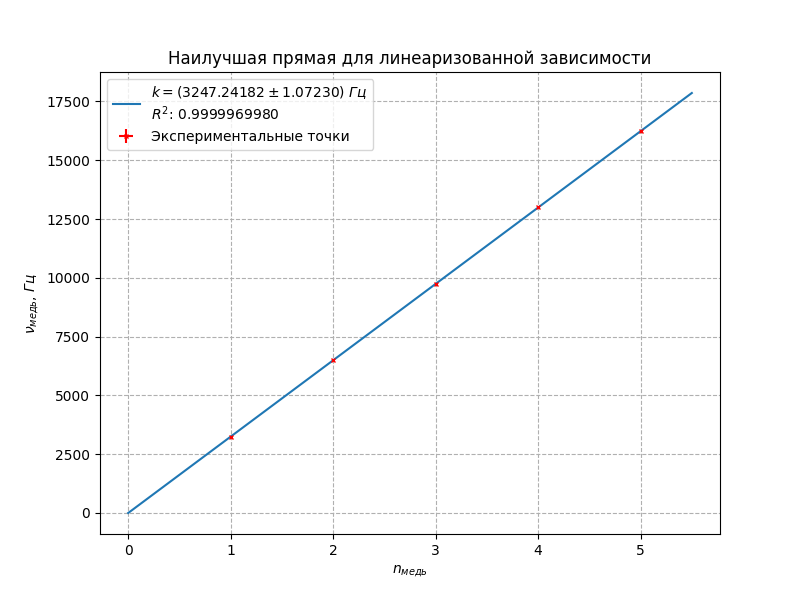 Наилучшая прямая для линеаризованной зависимости
k = (3247.24182 ± 1.07230) Гц
R²: 0.9999969980
Экспериментальные точки
17500
15000
12500
10000
7500
5000
2500
0
ν_медь, Гц
0 1 2 3 4 5
n_медь